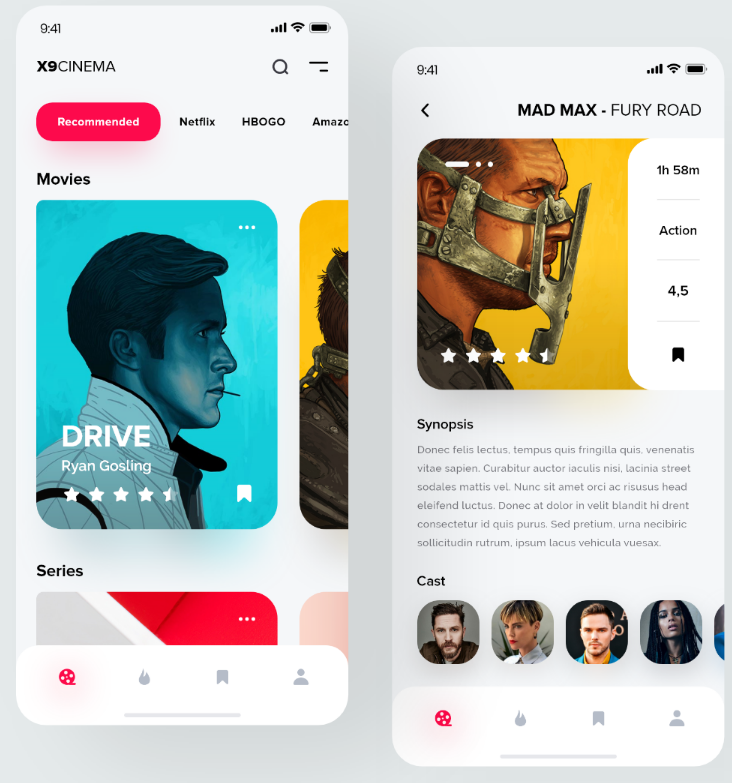 9:41
X9CINEMA
Recommended Netflix HBOGO Amazo
Movies
DRIVE
Ryan Gosling
Series
9:41
MAD MAX - FURY ROAD
1h 58m
Action
4,5
Synopsis
Donec felis lectus, tempus quis fringilla quis, venenatis
vitae sapien. Curabitur auctor iaculis nisi, lacinia street
sodales mattis vel. Nunc sit amet orci ac risusus head
eleifend luctus. Donec at dolor in velit blandit hi drent
consectetur id quis purus. Sed pretium, urna necibiric
sollicitudin rutrum, ipsum lacus vehicula vuesax.
Cast